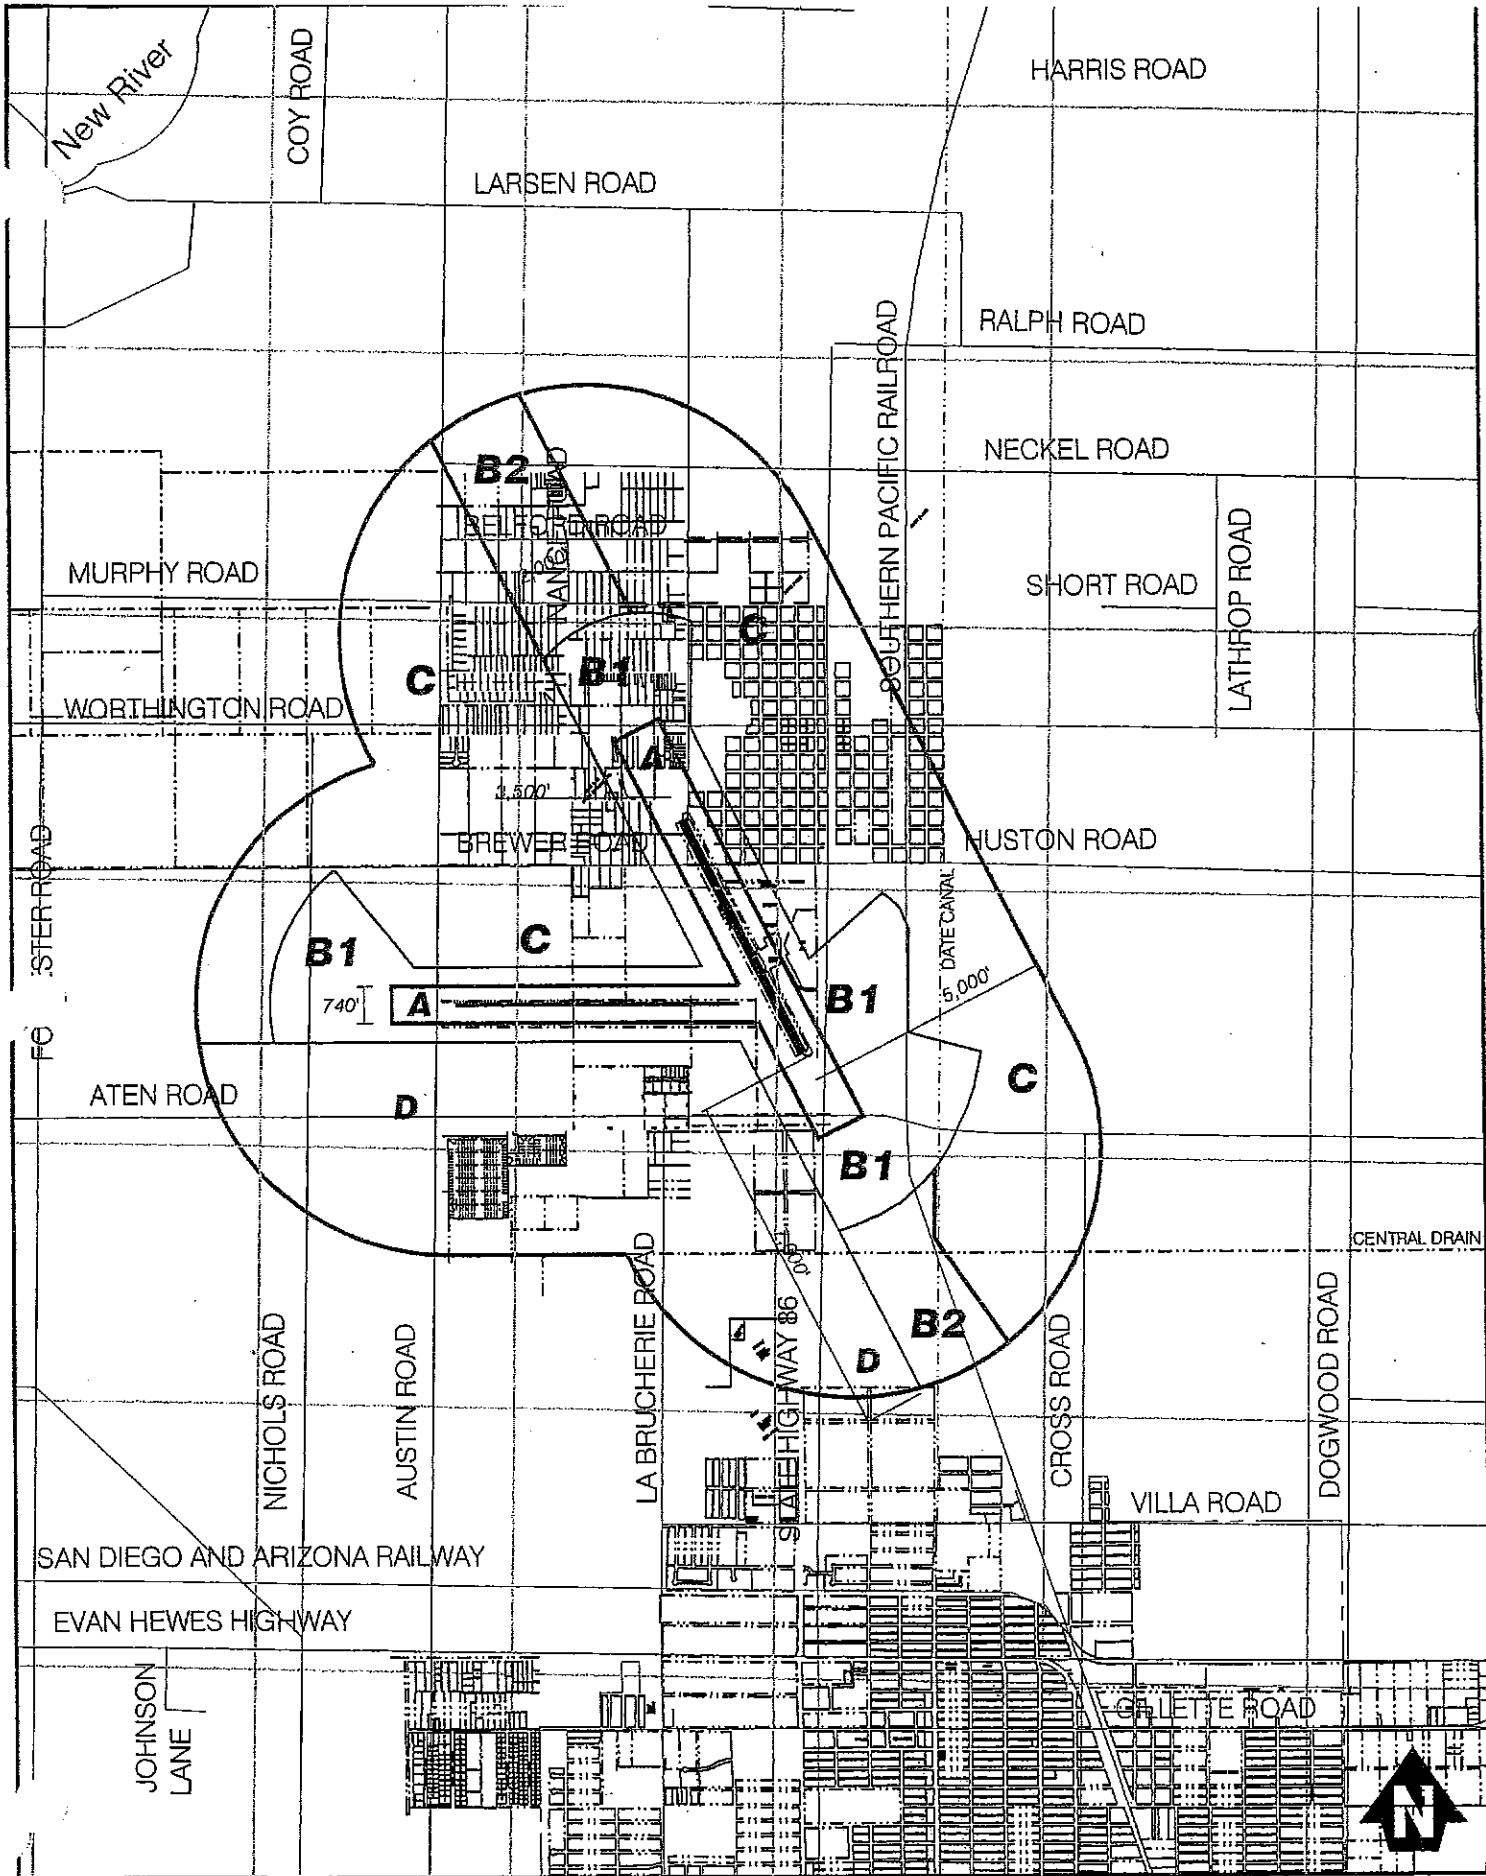 New River
COY ROAD
HARRIS ROAD
LARSEN ROAD
RALPH ROAD
SOUTHERN PACIFIC RAILROAD
NECKEL ROAD
B2
BELFORD ROAD
MURPHY ROAD
SHORT ROAD
LATHROP ROAD
C
C
B1
WORTHINGTON ROAD
A
BREWER ROAD
HUSTON ROAD
DATE CANAL
B1
C
740'
A
B1
5,000'
C
ATEN ROAD
D
B1
CENTRAL DRAIN
LA BRUCHERIE ROAD
B2
D
NICHOLS ROAD
AUSTIN ROAD
STATE HIGHWAY 86
CROSS ROAD
DOGWOOD ROAD
VILLA ROAD
SAN DIEGO AND ARIZONA RAILWAY
EVAN HEWES HIGHWAY
JOHNSON
LANE
GILLETTE ROAD
N